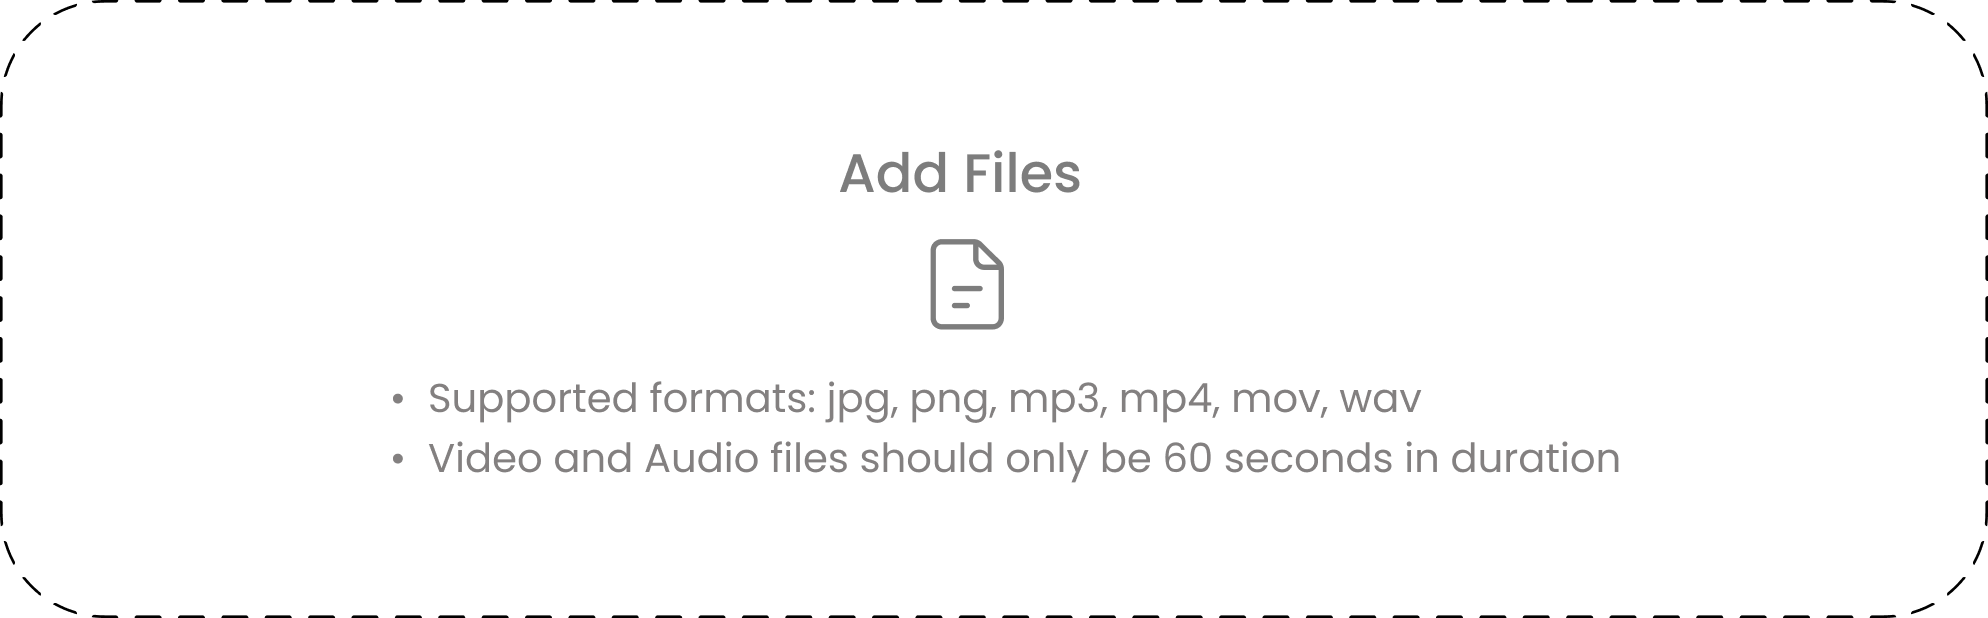 Add Files
• Supported formats: jpg, png, mp3, mp4, mov, wav
• Video and Audio files should only be 60 seconds in duration